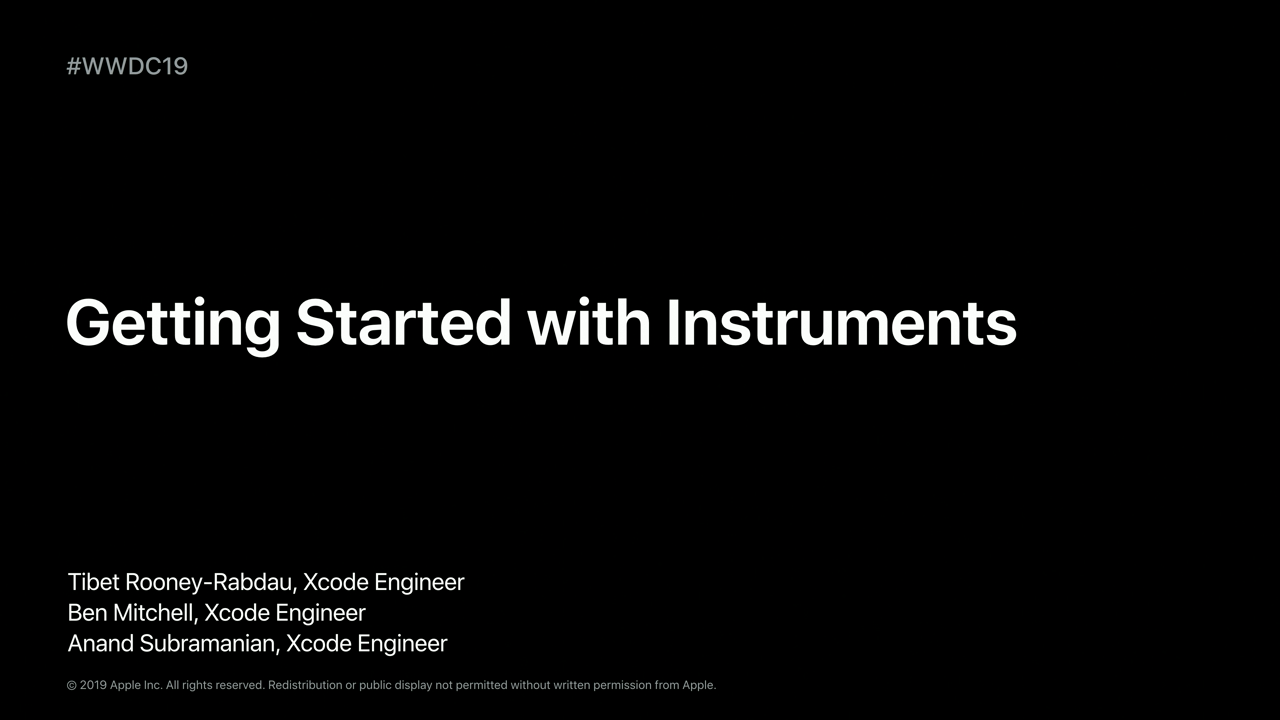 #WWDC19
Getting Started with Instruments
Tibet Rooney-Rabdau, Xcode Engineer
Ben Mitchell, Xcode Engineer
Anand Subramanian, Xcode Engineer
© 2019 Apple Inc. All rights reserved. Redistribution or public display not permitted without written permission from Apple.